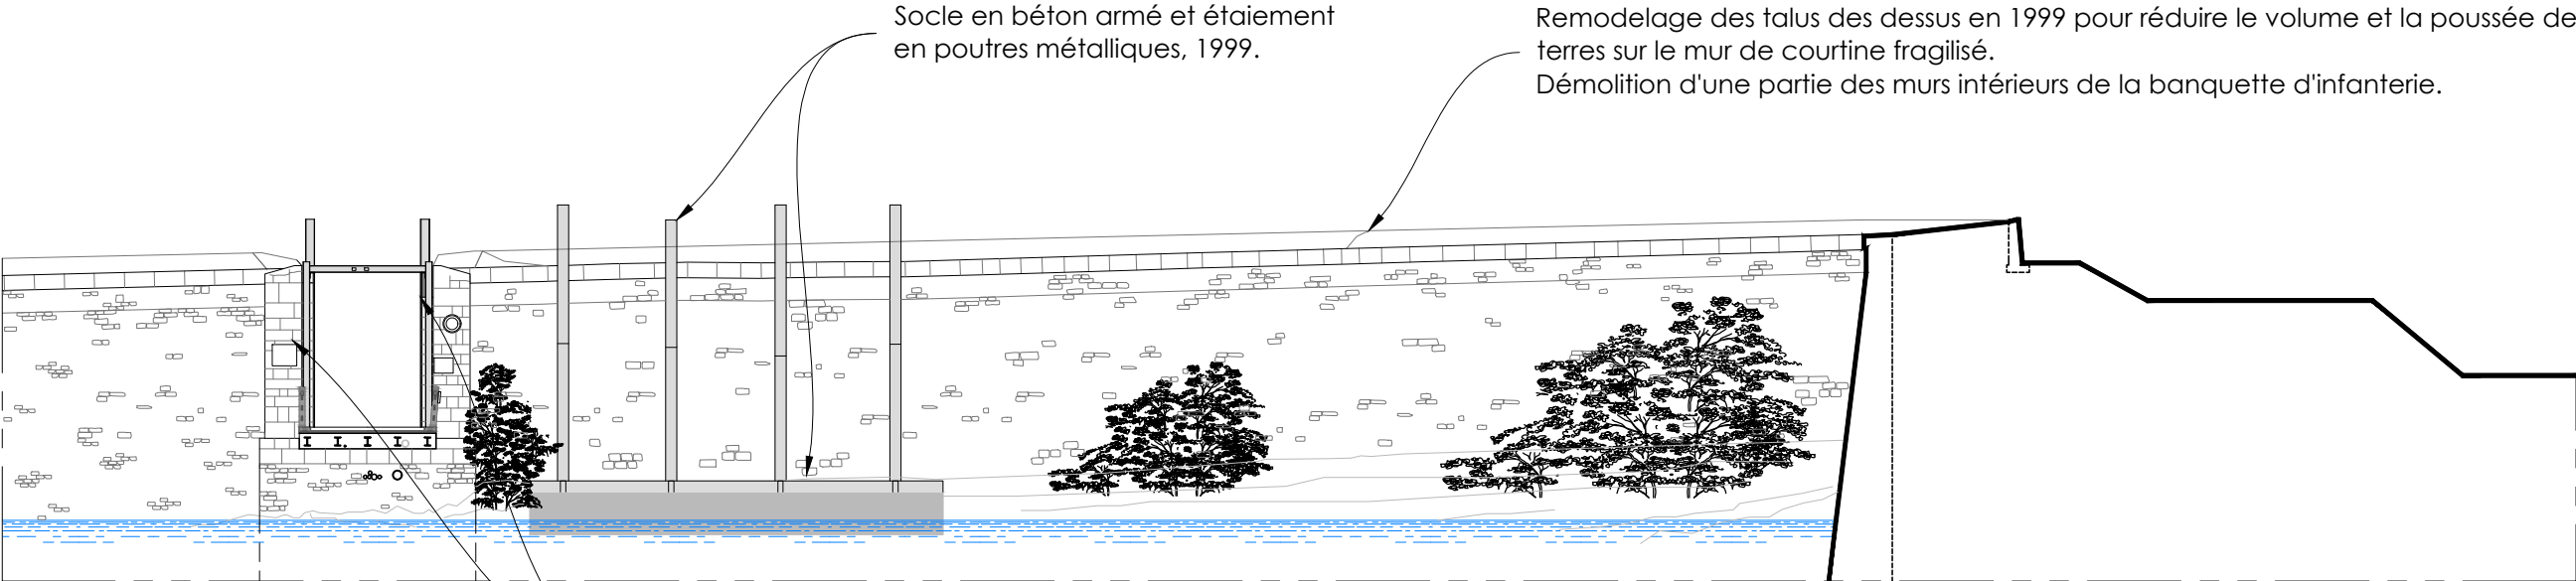 Socle en béton armé et étaiement
en poutres métalliques, 1999.
Remodelage des talus des dessus en 1999 pour réduire le volume et la poussée de
terres sur le mur de courtine fragilisé.
Démolition d'une partie des murs intérieurs de la banquette d'infanterie.